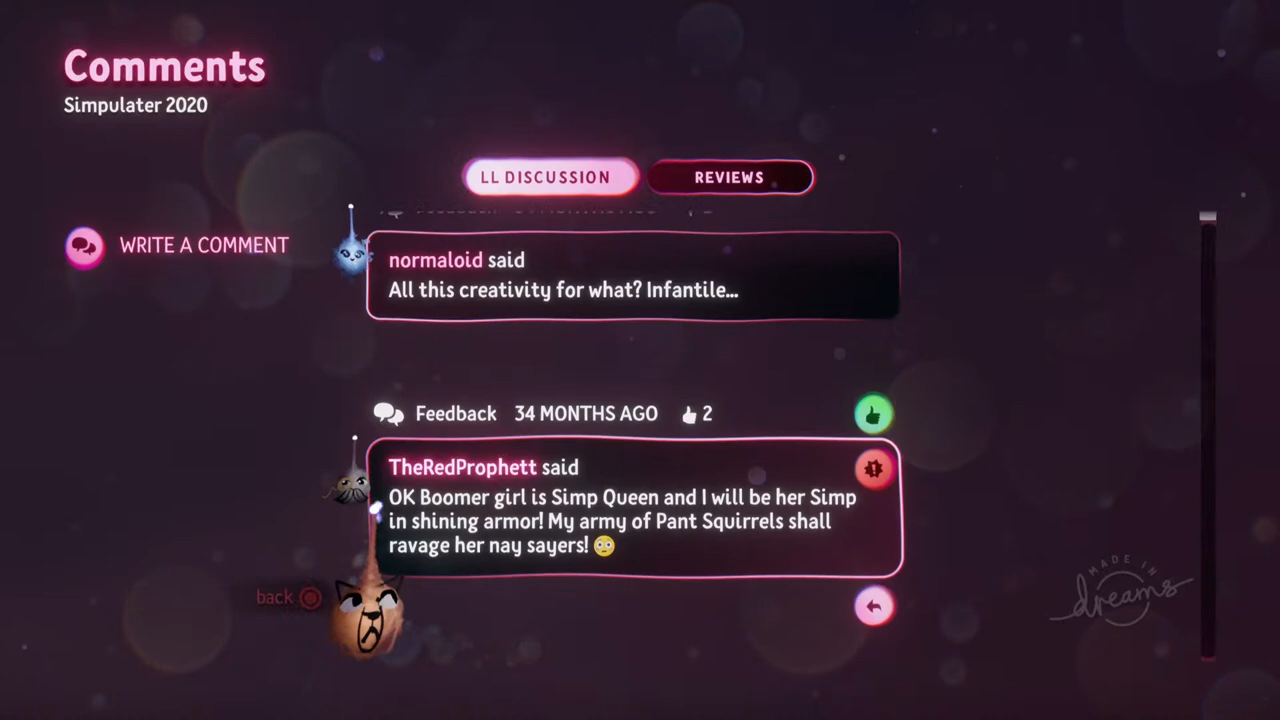 Comments
Simpulater 2020
LL DISCUSSION
REVIEWS
WRITE A COMMENT
normaloid said
All this creativity for what? Infantile...
Feedback 34 MONTHS AGO 2
TheRedProphett said
OK Boomer girl is Simp Queen and I will be her Simp
in shining armor! My army of Pant Squirrels shall
ravage her nay sayers! 😳
back
MADE IN
dreams